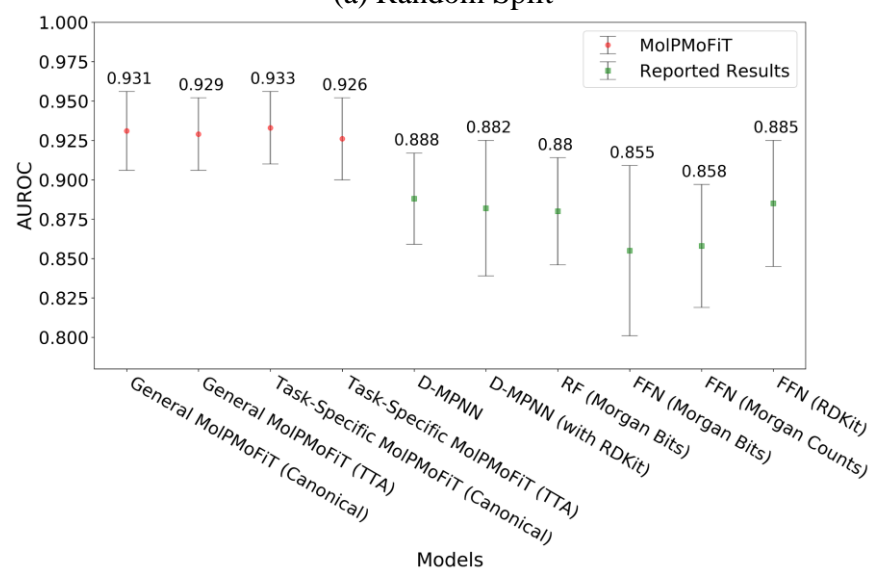 (a) Random Split
1.000
0.975
0.950
0.925
0.900
0.875
0.850
0.825
0.800
AUROC
MolPMoFiT
Reported Results
0.931
0.929
0.933
0.926
0.888
0.882
0.88
0.855
0.858
0.885
General MolPMoFiT (Canonical)
General MolPMoFiT (TTA)
Task-Specific MolPMoFiT (Canonical)
Task-Specific MolPMoFiT (TTA)
D-MPNN
D-MPNN (with RDKit)
RF (Morgan Bits)
FFN (Morgan Bits)
FFN (Morgan Counts)
FFN (RDKit)
Models